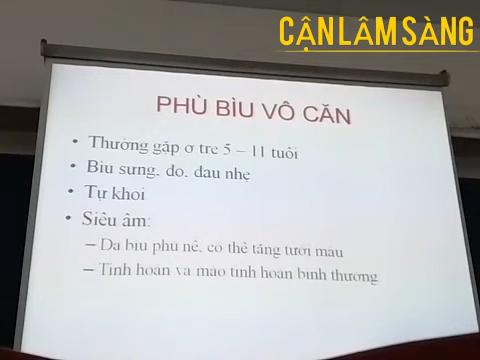 CẬN LÂM SÀNG
PHÙ BÌU VÔ CĂN
• Thường gặp ở trẻ 5 – 11 tuổi
• Bìu sưng, đỏ, đau nhẹ
• Tự khỏi
• Siêu âm:
– Da bìu phù nề, có thể tăng tưới máu
– Tinh hoàn và mào tinh hoàn bình thường